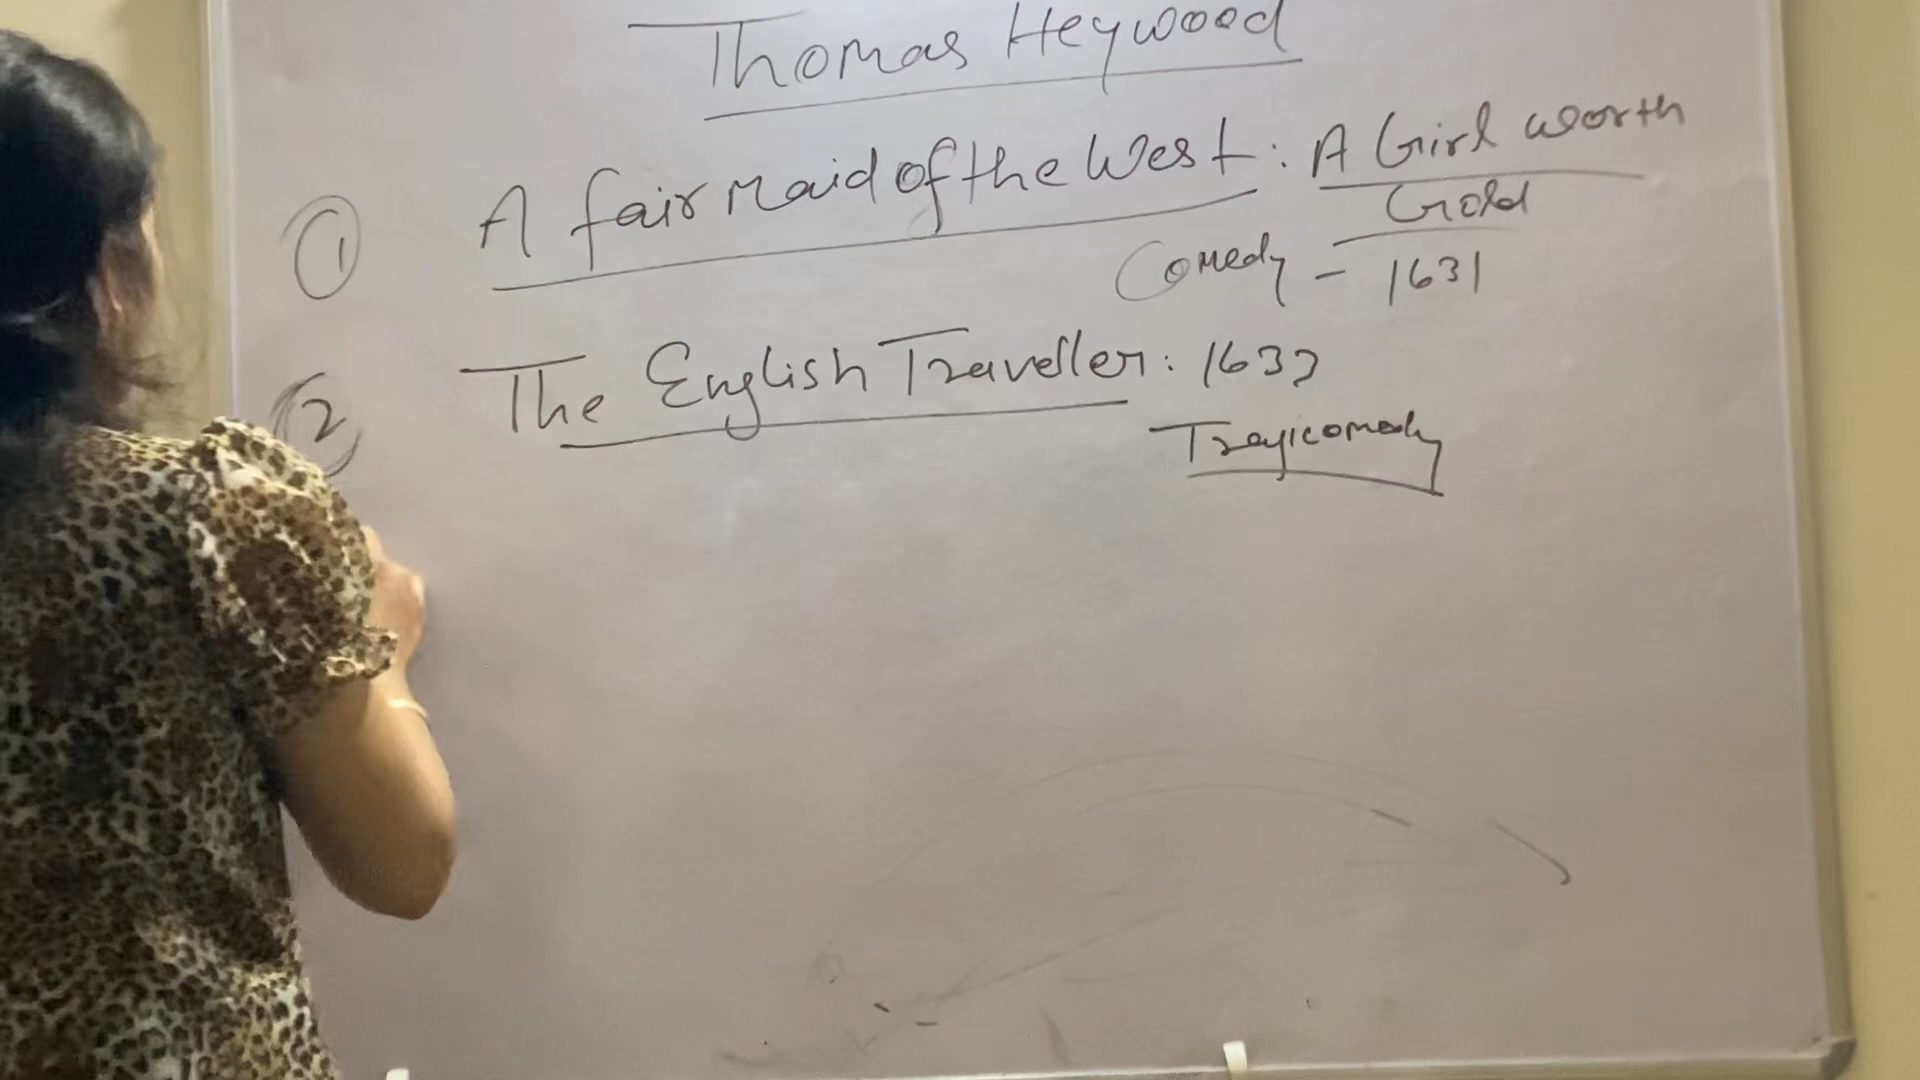 Thomas Heywood
① A fair Maid of the West : A Girl worth
Gold
Comedy - 1631
② The English Traveller : 1633
Tragicomedy